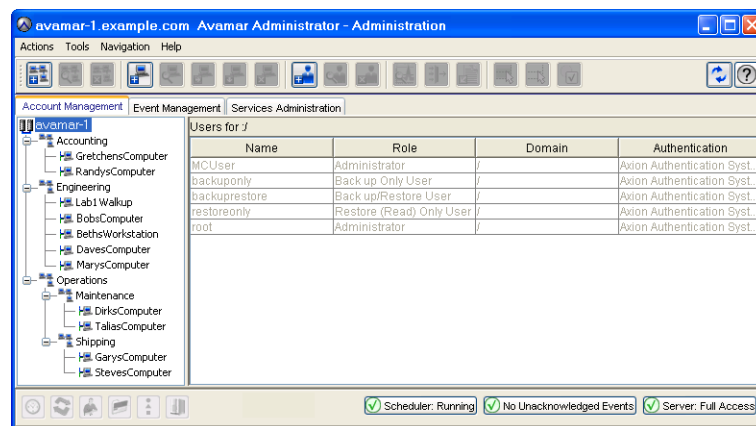 avamar-1.example.com Avamar Administrator - Administration
Actions Tools Navigation Help
Account Management Event Management Services Administration
avamar-1
Accounting
GretchensComputer
RandysComputer
Engineering
Lab1 Walkup
BobsComputer
BethsWorkstation
DavesComputer
MarysComputer
Operations
Maintenance
DirksComputer
TaliasComputer
Shipping
GarysComputer
StevesComputer
Users for :/
Name Role Domain Authentication
MCUser Administrator / Axion Authentication Syst...
backuponly Back up Only User / Axion Authentication Syst...
backuprestore Back up/Restore User / Axion Authentication Syst...
restoreonly Restore (Read) Only User / Axion Authentication Syst...
root Administrator / Axion Authentication Syst...
Scheduler: Running No Unacknowledged Events Server: Full Access